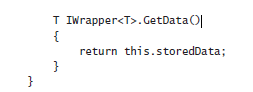 T IWrapper<T>.GetData()
{
return this.storedData;
}
}